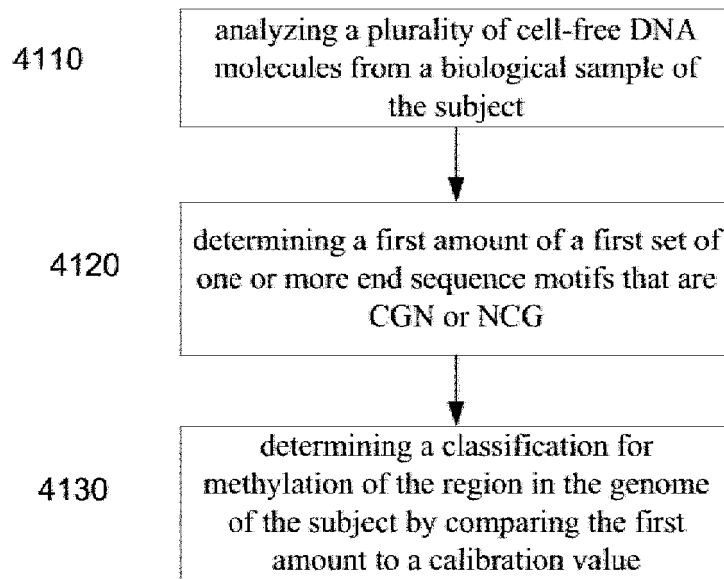 4110
analyzing a plurality of cell-free DNA
molecules from a biological sample of
the subject
4120
determining a first amount of a first set of
one or more end sequence motifs that are
CGN or NCG
4130
determining a classification for
methylation of the region in the genome
of the subject by comparing the first
amount to a calibration value